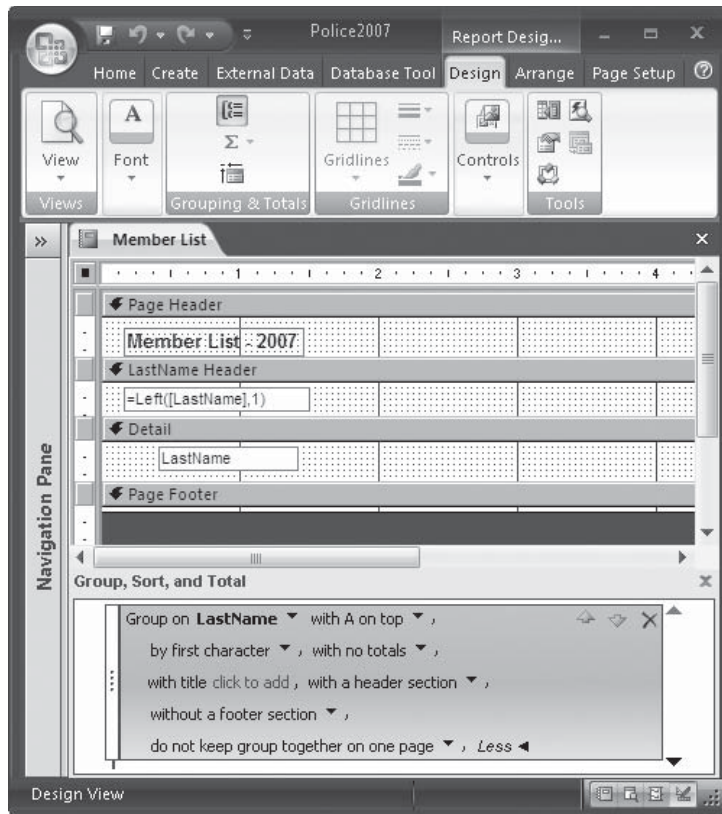 Police2007 Report Desig...
Home Create External Data Database Tool Design Arrange Page Setup
View
Font
Σ
Gridlines
Controls
Views
Grouping & Totals
Gridlines
Tools
Member List
1 2 3 4
Page Header
Member List - 2007
LastName Header
=Left([LastName],1)
Detail
LastName
Page Footer
Navigation Pane
Group, Sort, and Total
Group on LastName with A on top ,
by first character , with no totals ,
with title click to add , with a header section ,
without a footer section ,
do not keep group together on one page , Less
Design View